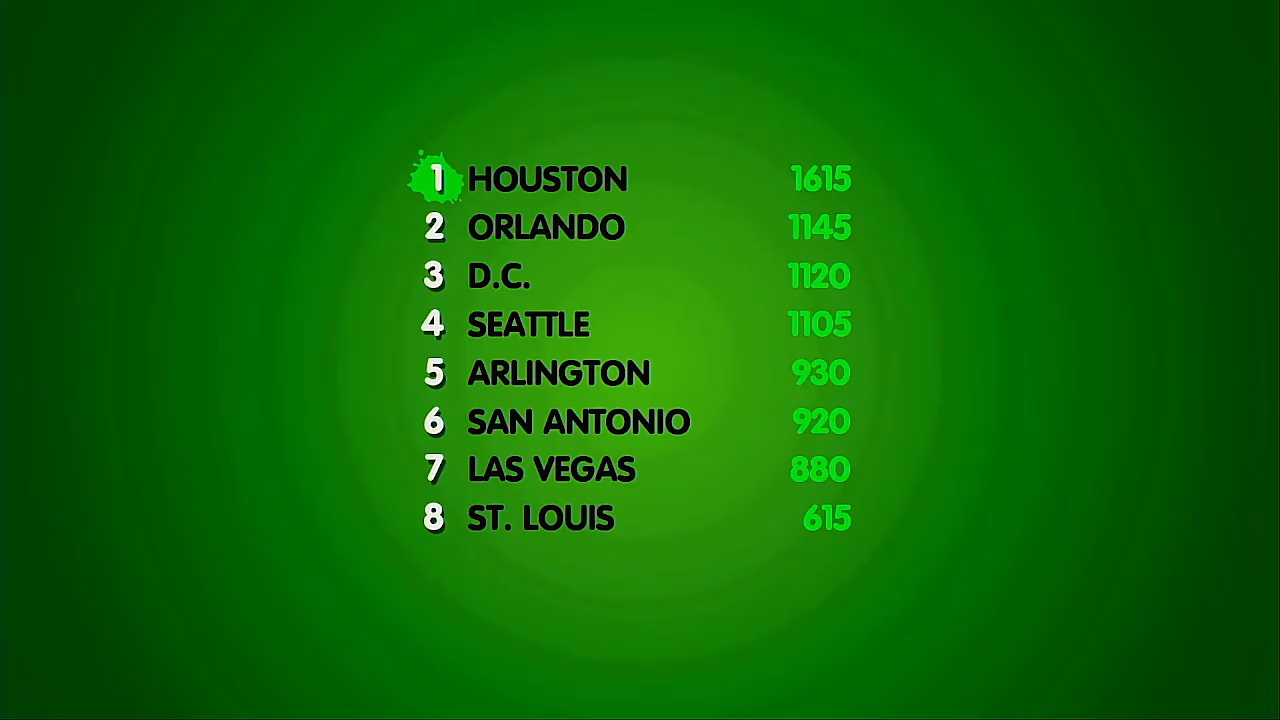 1 HOUSTON 1615
2 ORLANDO 1145
3 D.C. 1120
4 SEATTLE 1105
5 ARLINGTON 930
6 SAN ANTONIO 920
7 LAS VEGAS 880
8 ST. LOUIS 615